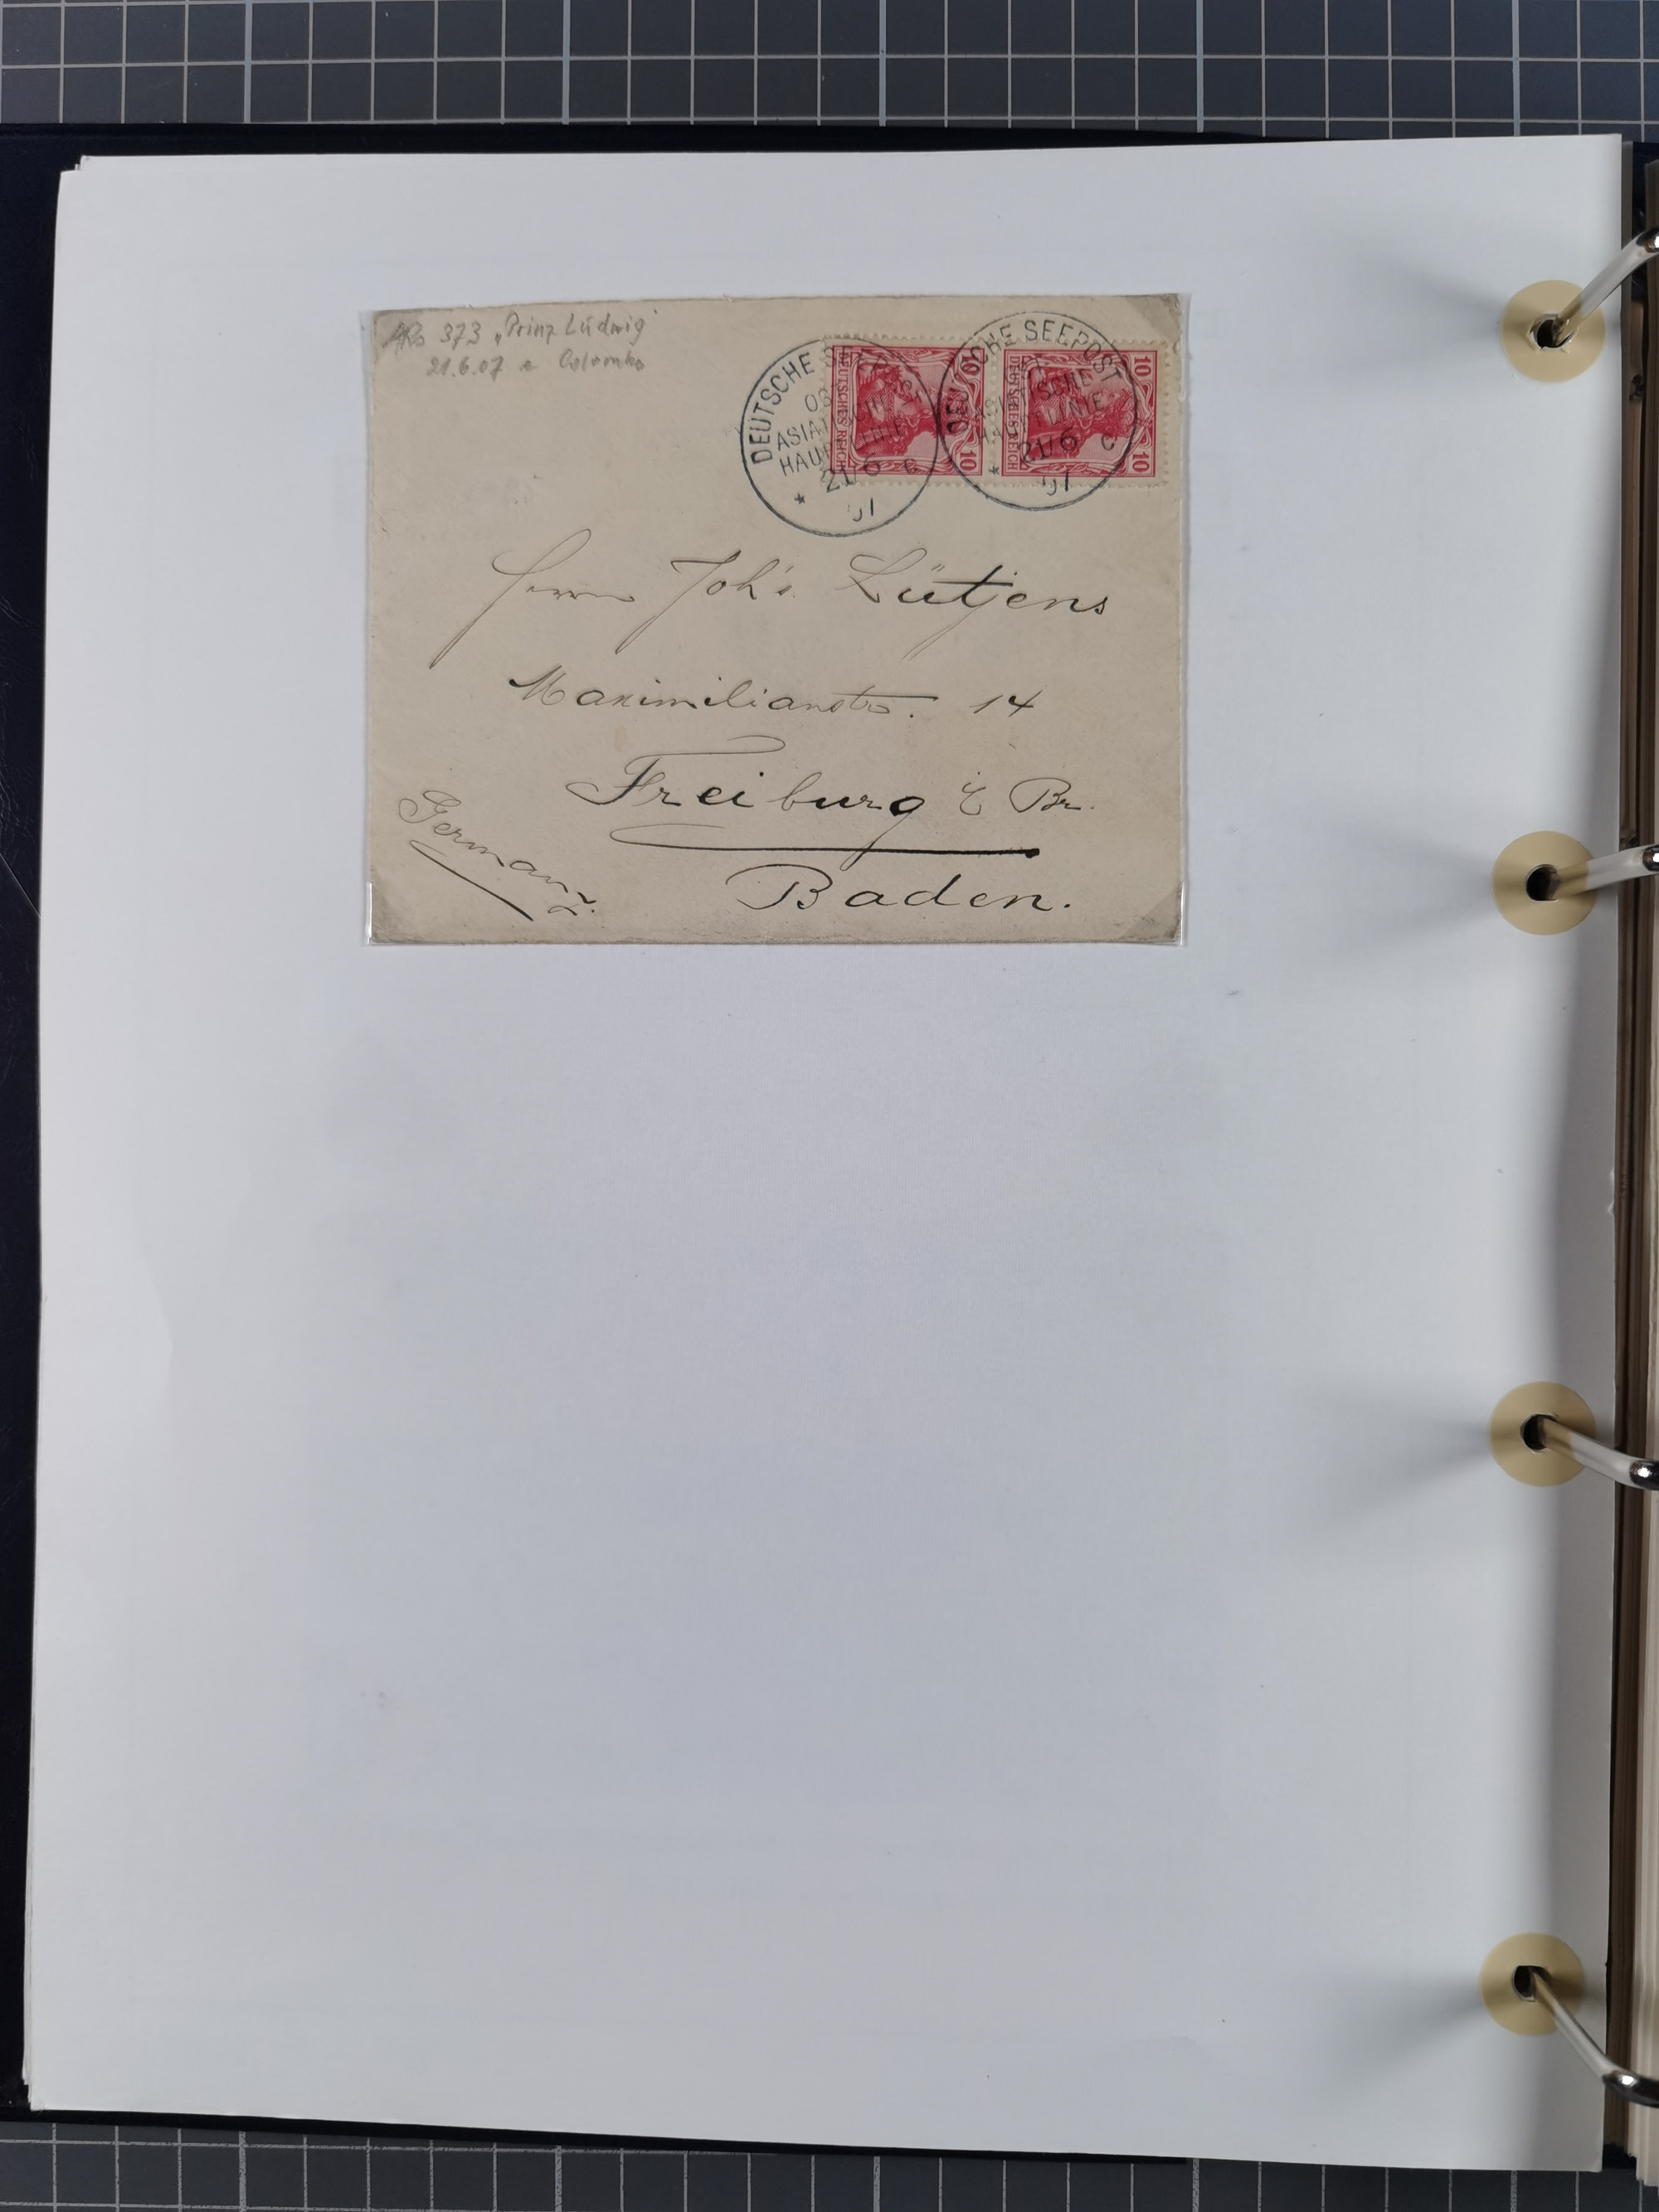 373 "Prinz Ludwig"
21.6.07 a Colombo
DEUTSCHE SEEPOST
OST
ASIATISCHE
HAUPTLINIE
21/6 c
07
DEUTSCHES REICH
10 10
DEUTSCHE SEEPOST
OST
ASIATISCHE
HAUPTLINIE
21/6 c
07
DEUTSCHES REICH
10 10
Herrn Joh's. Lütjens
Maximilianstr. 14
Freiburg i/ Br.
Baden.
Germany.